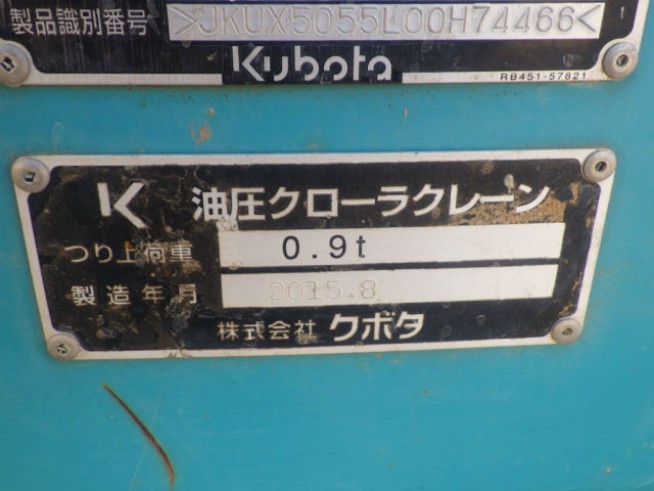 製品識別番号 >JKUX5055L00H74466<
Kubota
RB451-57821
油圧クローラクレーン
つり上荷重 0.9t
製造年月 2015.8
株式会社 クボタ